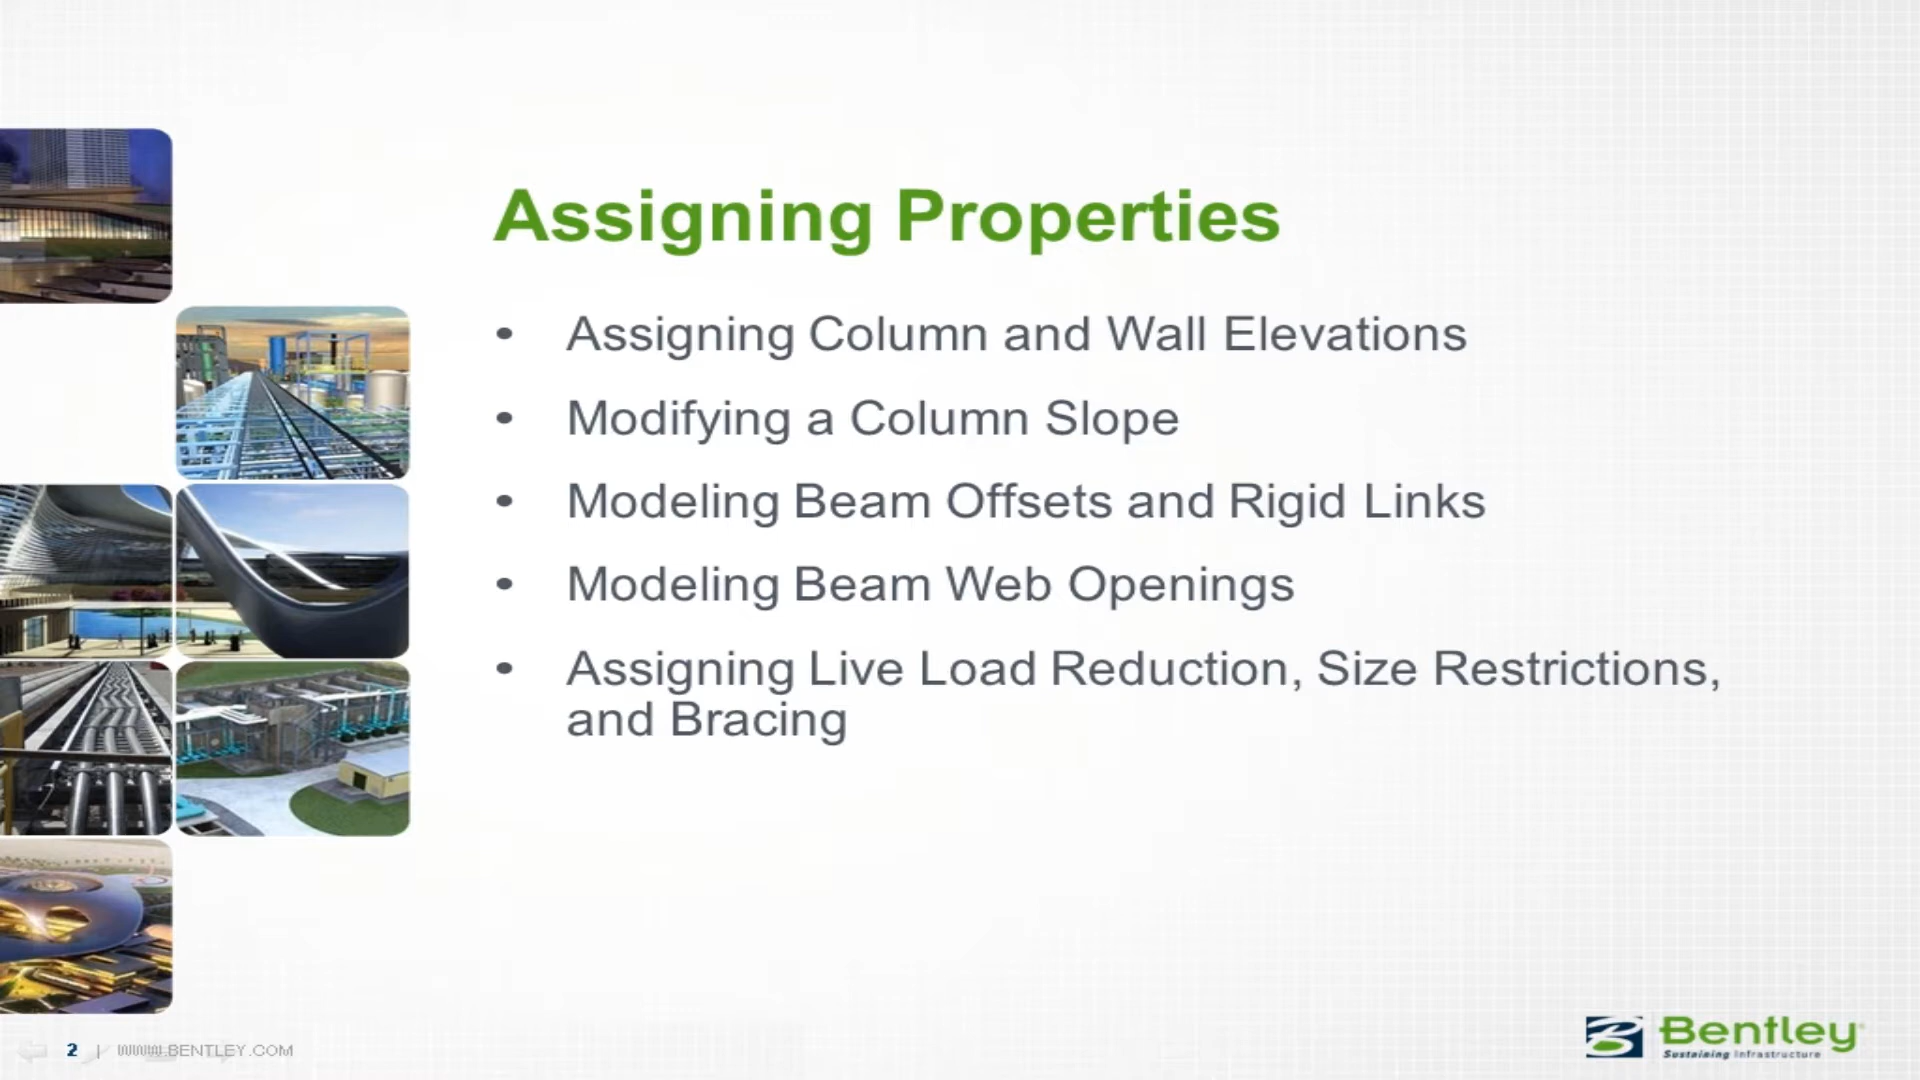 Assigning Properties
• Assigning Column and Wall Elevations
• Modifying a Column Slope
• Modeling Beam Offsets and Rigid Links
• Modeling Beam Web Openings
• Assigning Live Load Reduction, Size Restrictions,
and Bracing
2 | WWW.BENTLEY.COM
Bentley
Sustaining Infrastructure